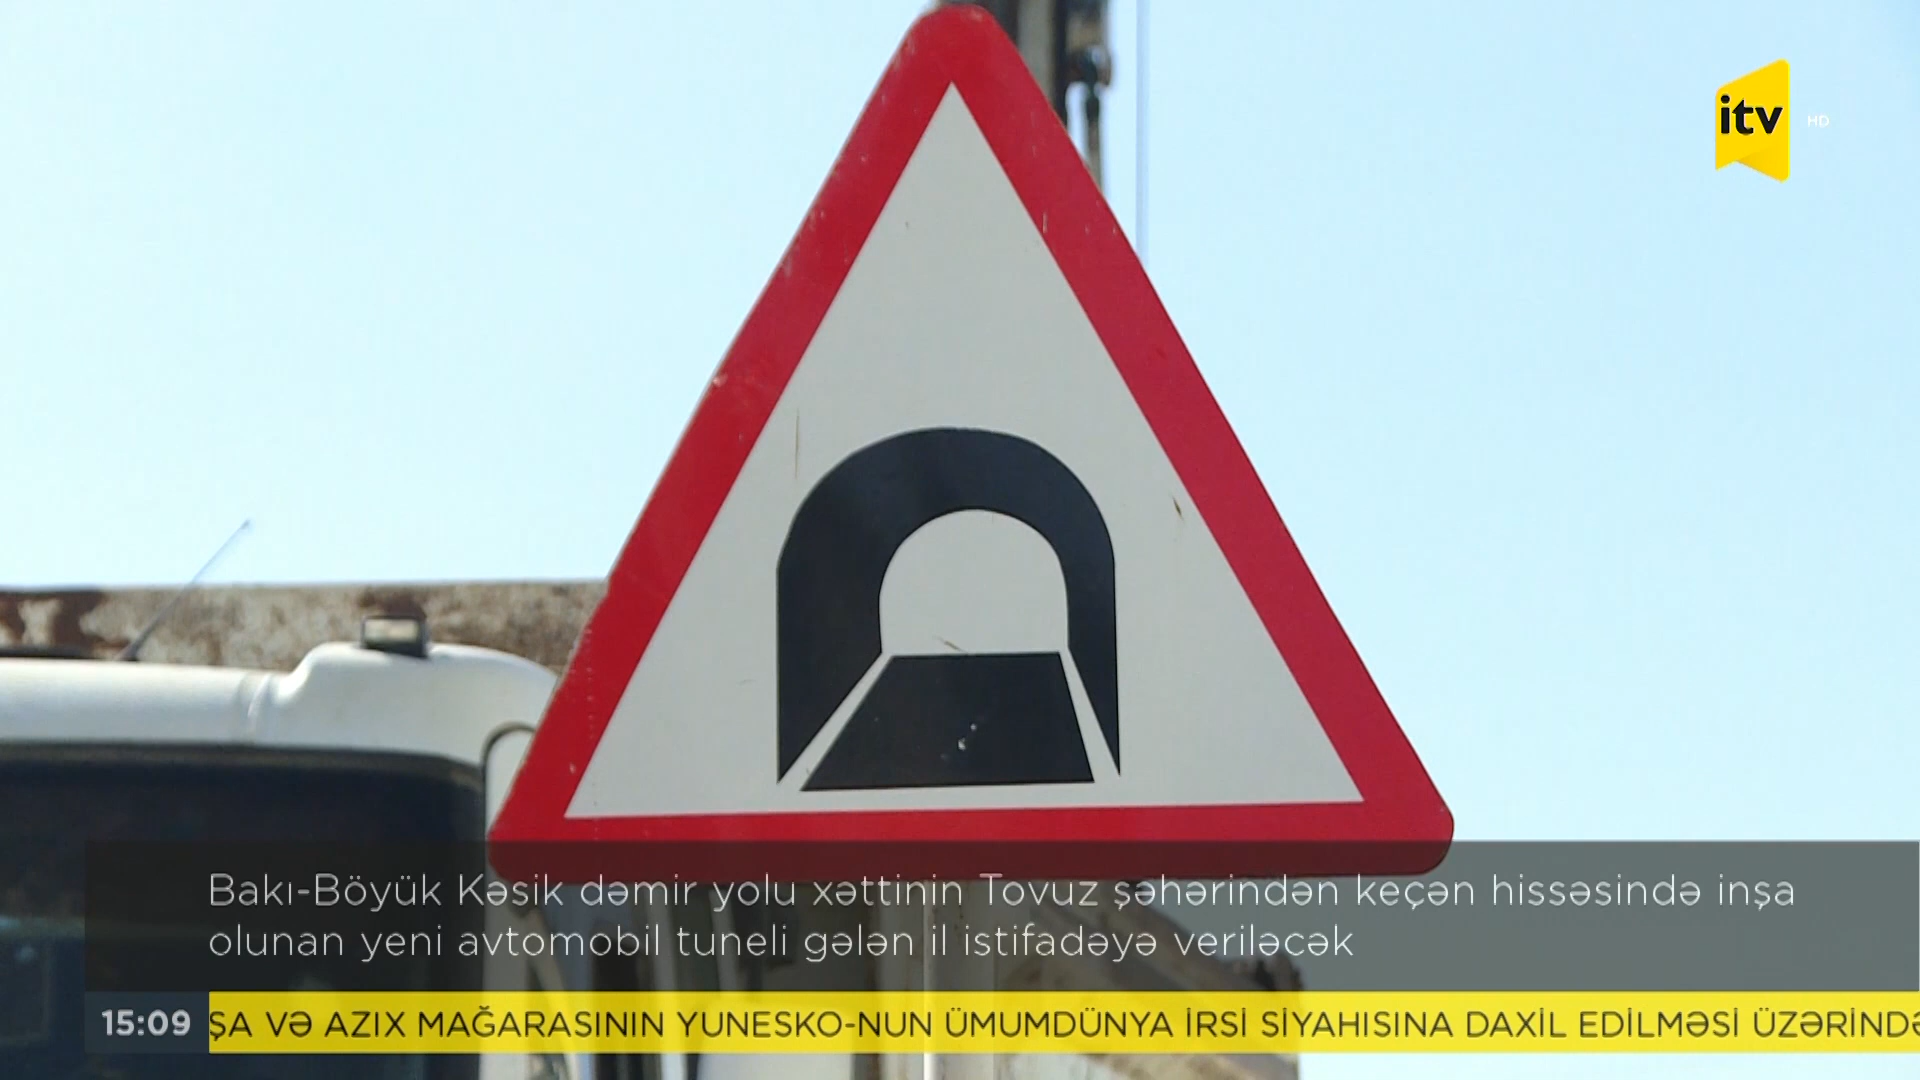 itv HD
Bakı-Böyük Kəsik dəmir yolu xəttinin Tovuz şəhərindən keçən hissəsində inşa
olunan yeni avtomobil tuneli gələn il istifadəyə veriləcək
15:09 ŞA VƏ AZIX MAĞARASININ YUNESKO-NUN ÜMUMDÜNYA İRSİ SİYAHISINA DAXİL EDİLMƏSİ ÜZƏRİNDƏ